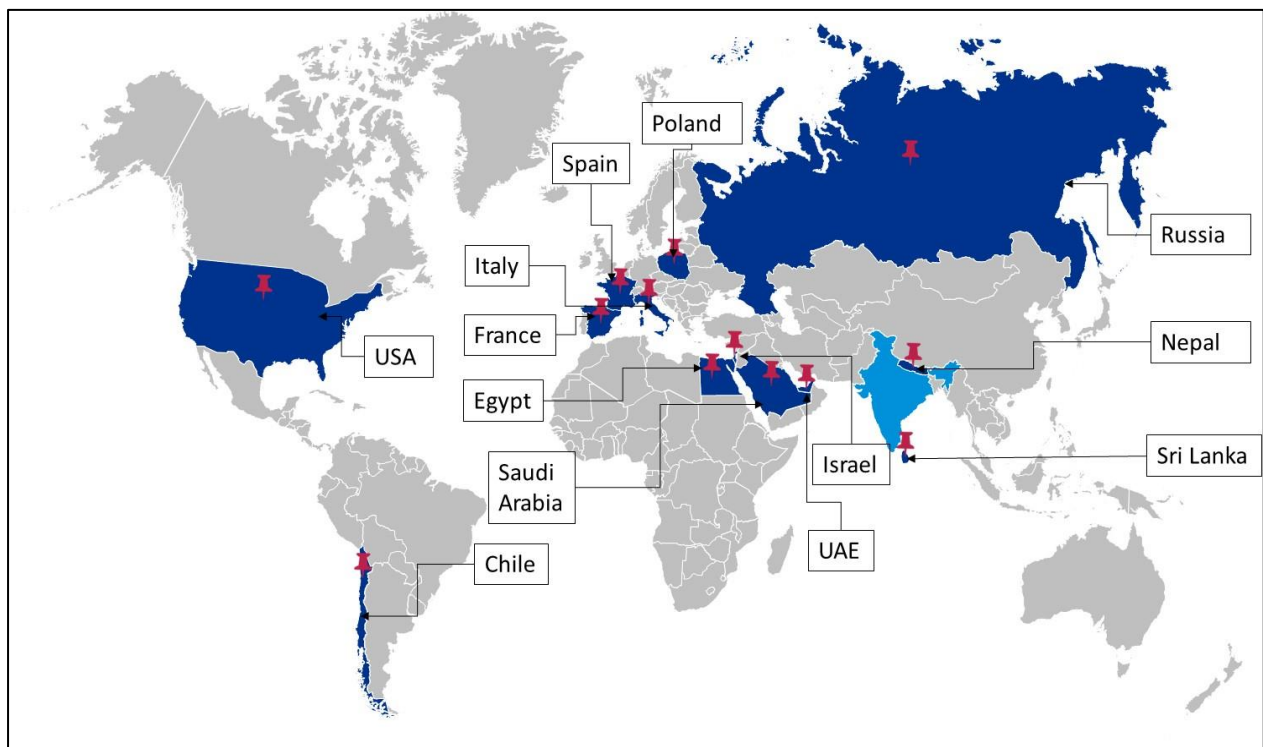 Poland
Spain
Russia
Italy
France
USA
Nepal
Egypt
Saudi
Arabia
Israel
Sri Lanka
UAE
Chile